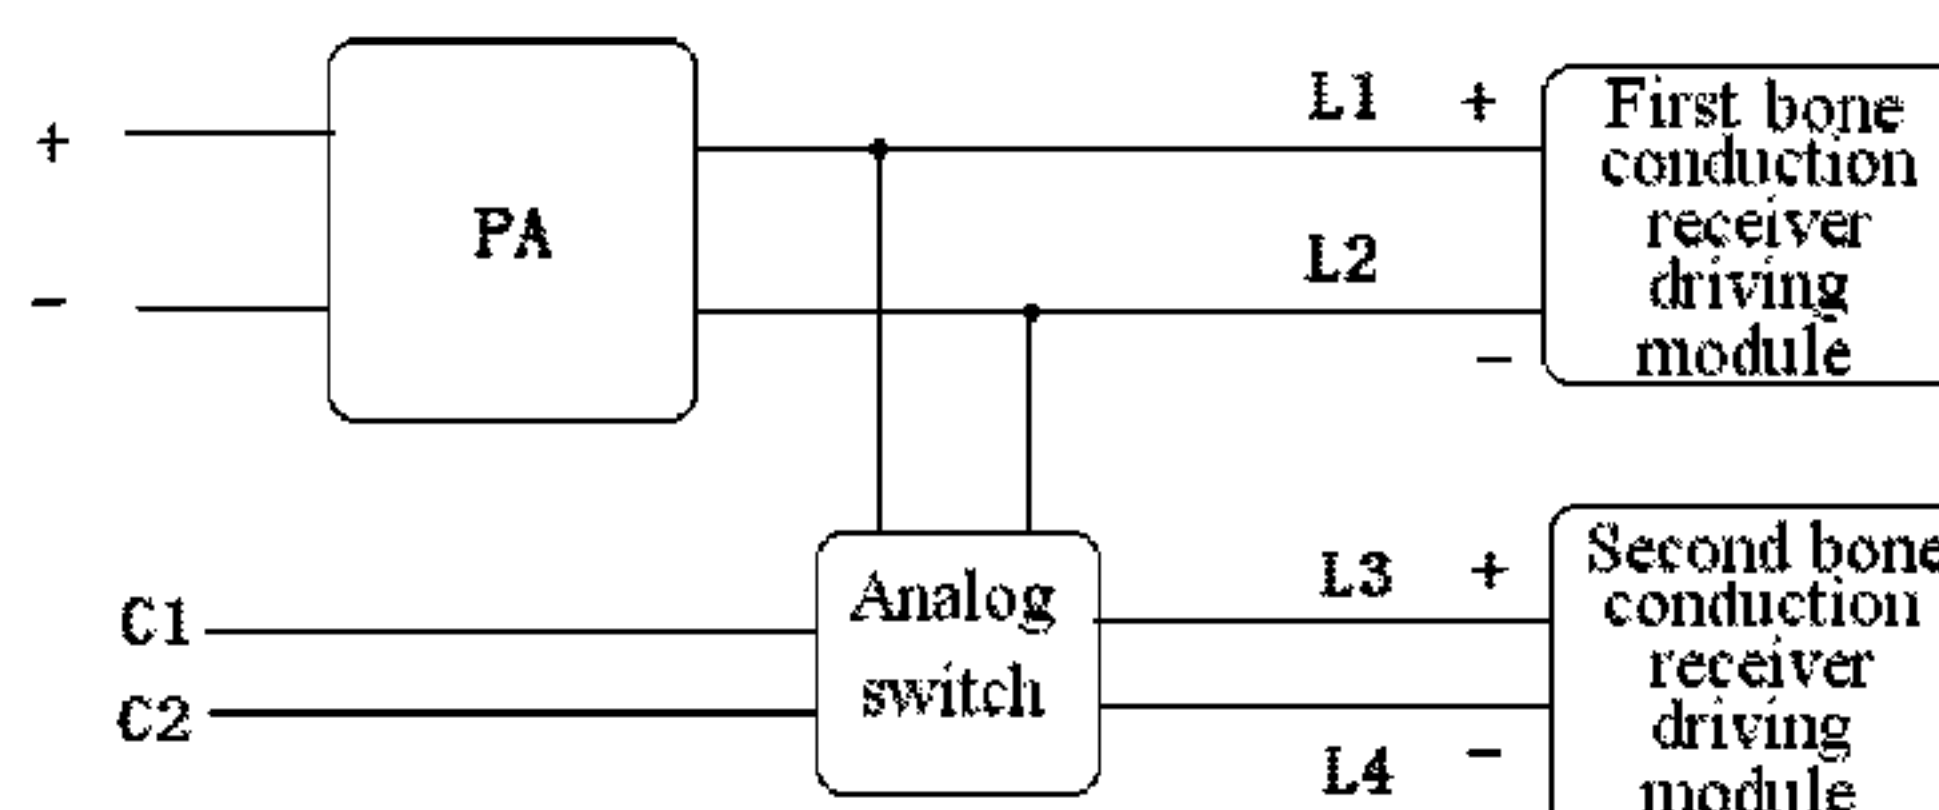 L1 +
+
First bone
conduction
receiver
driving
module
PA
L2
-
-
Second bone
conduction
receiver
driving
module
L3 +
Analog
switch
C1
C2
L4 -